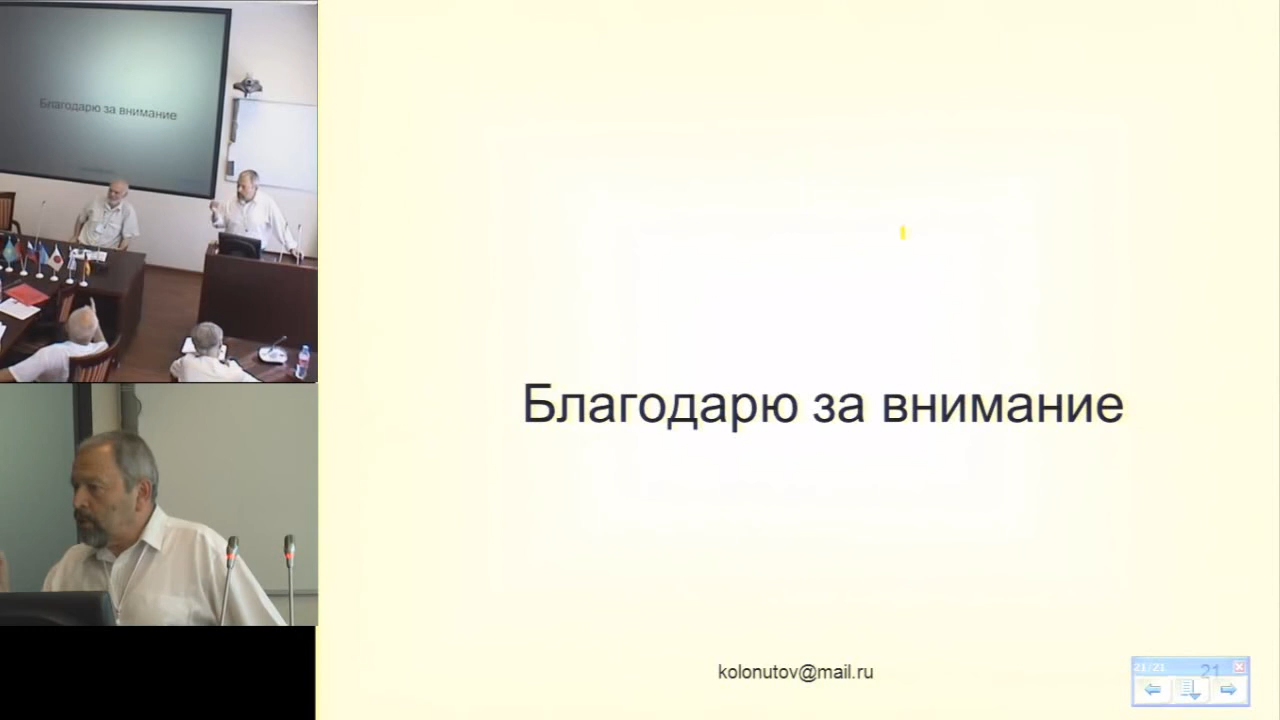 Благодарю за внимание
Благодарю за внимание
kolonutov@mail.ru
21/21
21